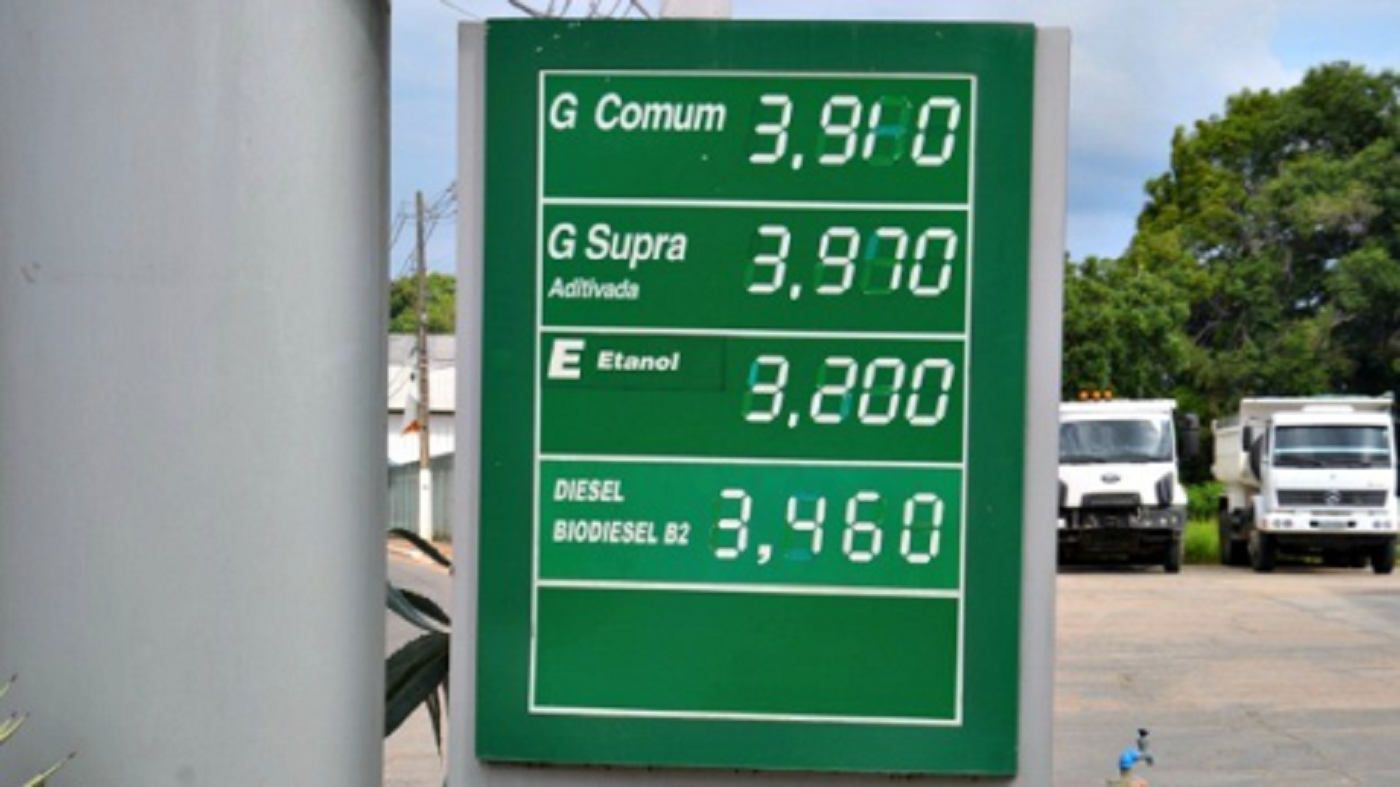 G Comum 3,910
G Supra 3,970
Aditivada
E Etanol 3,200
DIESEL
BIODIESEL B2 3,460